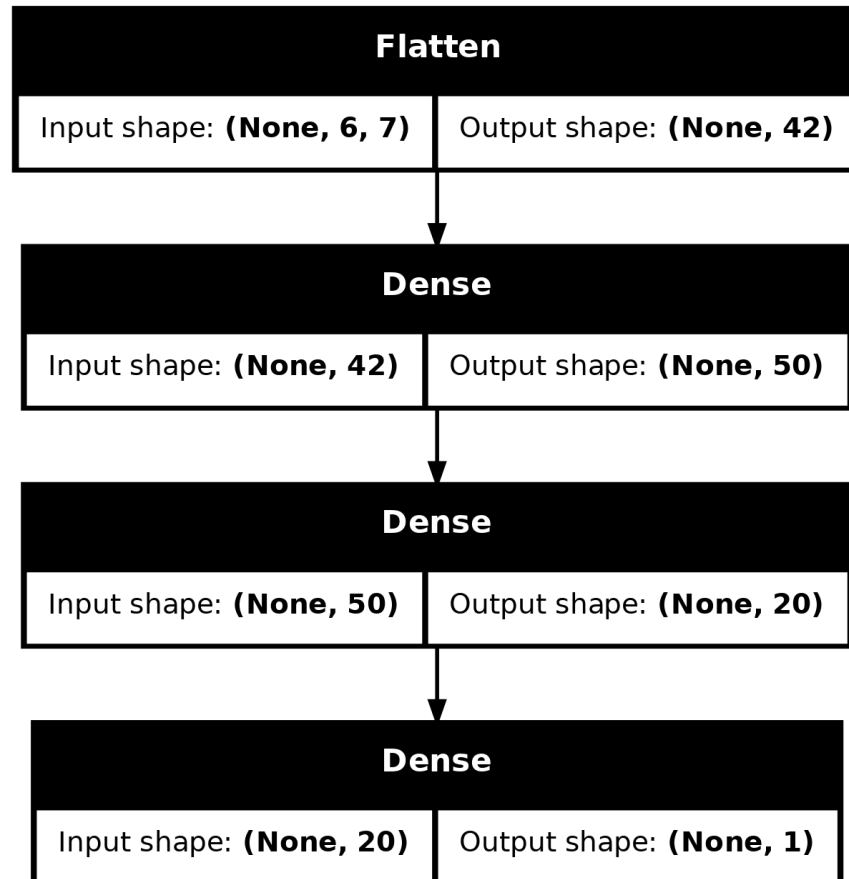 Flatten
Input shape: (None, 6, 7) Output shape: (None, 42)
Dense
Input shape: (None, 42) Output shape: (None, 50)
Dense
Input shape: (None, 50) Output shape: (None, 20)
Dense
Input shape: (None, 20) Output shape: (None, 1)